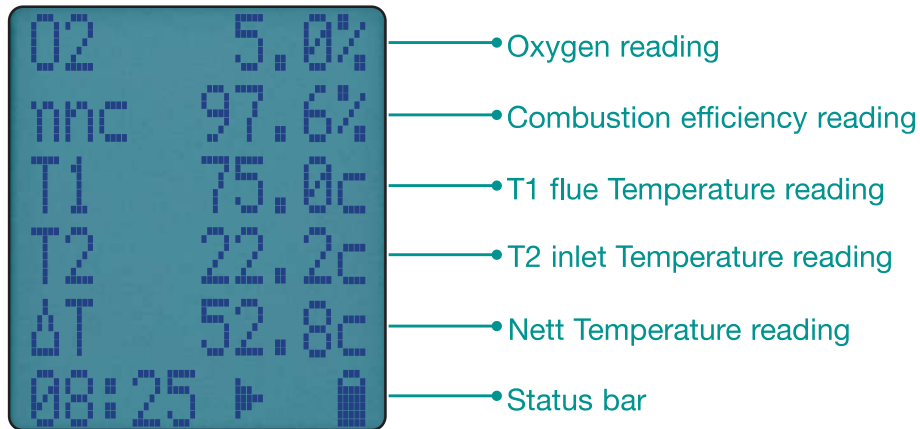 O2 5.0% Oxygen reading
nnc 97.6% Combustion efficiency reading
T1 75.0c T1 flue Temperature reading
T2 22.2c T2 inlet Temperature reading
ΔT 52.8c Nett Temperature reading
08:25 Status bar